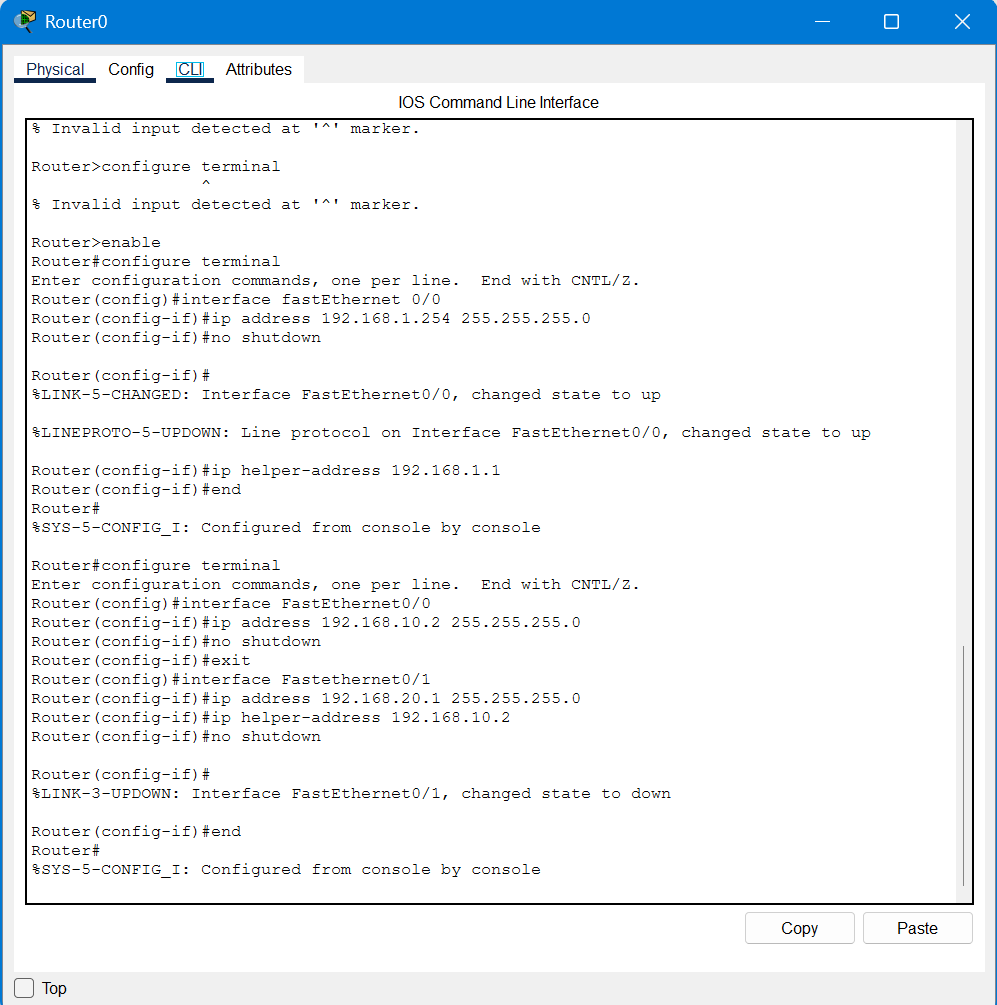 Router0
Physical Config CLI Attributes
IOS Command Line Interface
% Invalid input detected at '^' marker.
Router>configure terminal
^
% Invalid input detected at '^' marker.
Router>enable
Router#configure terminal
Enter configuration commands, one per line.  End with CNTL/Z.
Router(config)#interface fastEthernet 0/0
Router(config-if)#ip address 192.168.1.254 255.255.255.0
Router(config-if)#no shutdown
Router(config-if)#
%LINK-5-CHANGED: Interface FastEthernet0/0, changed state to up
%LINEPROTO-5-UPDOWN: Line protocol on Interface FastEthernet0/0, changed state to up
Router(config-if)#ip helper-address 192.168.1.1
Router(config-if)#end
Router#
%SYS-5-CONFIG_I: Configured from console by console
Router#configure terminal
Enter configuration commands, one per line.  End with CNTL/Z.
Router(config)#interface FastEthernet0/0
Router(config-if)#ip address 192.168.10.2 255.255.255.0
Router(config-if)#no shutdown
Router(config-if)#exit
Router(config)#interface Fastethernet0/1
Router(config-if)#ip address 192.168.20.1 255.255.255.0
Router(config-if)#ip helper-address 192.168.10.2
Router(config-if)#no shutdown
Router(config-if)#
%LINK-3-UPDOWN: Interface FastEthernet0/1, changed state to down
Router(config-if)#end
Router#
%SYS-5-CONFIG_I: Configured from console by console
Copy Paste
Top